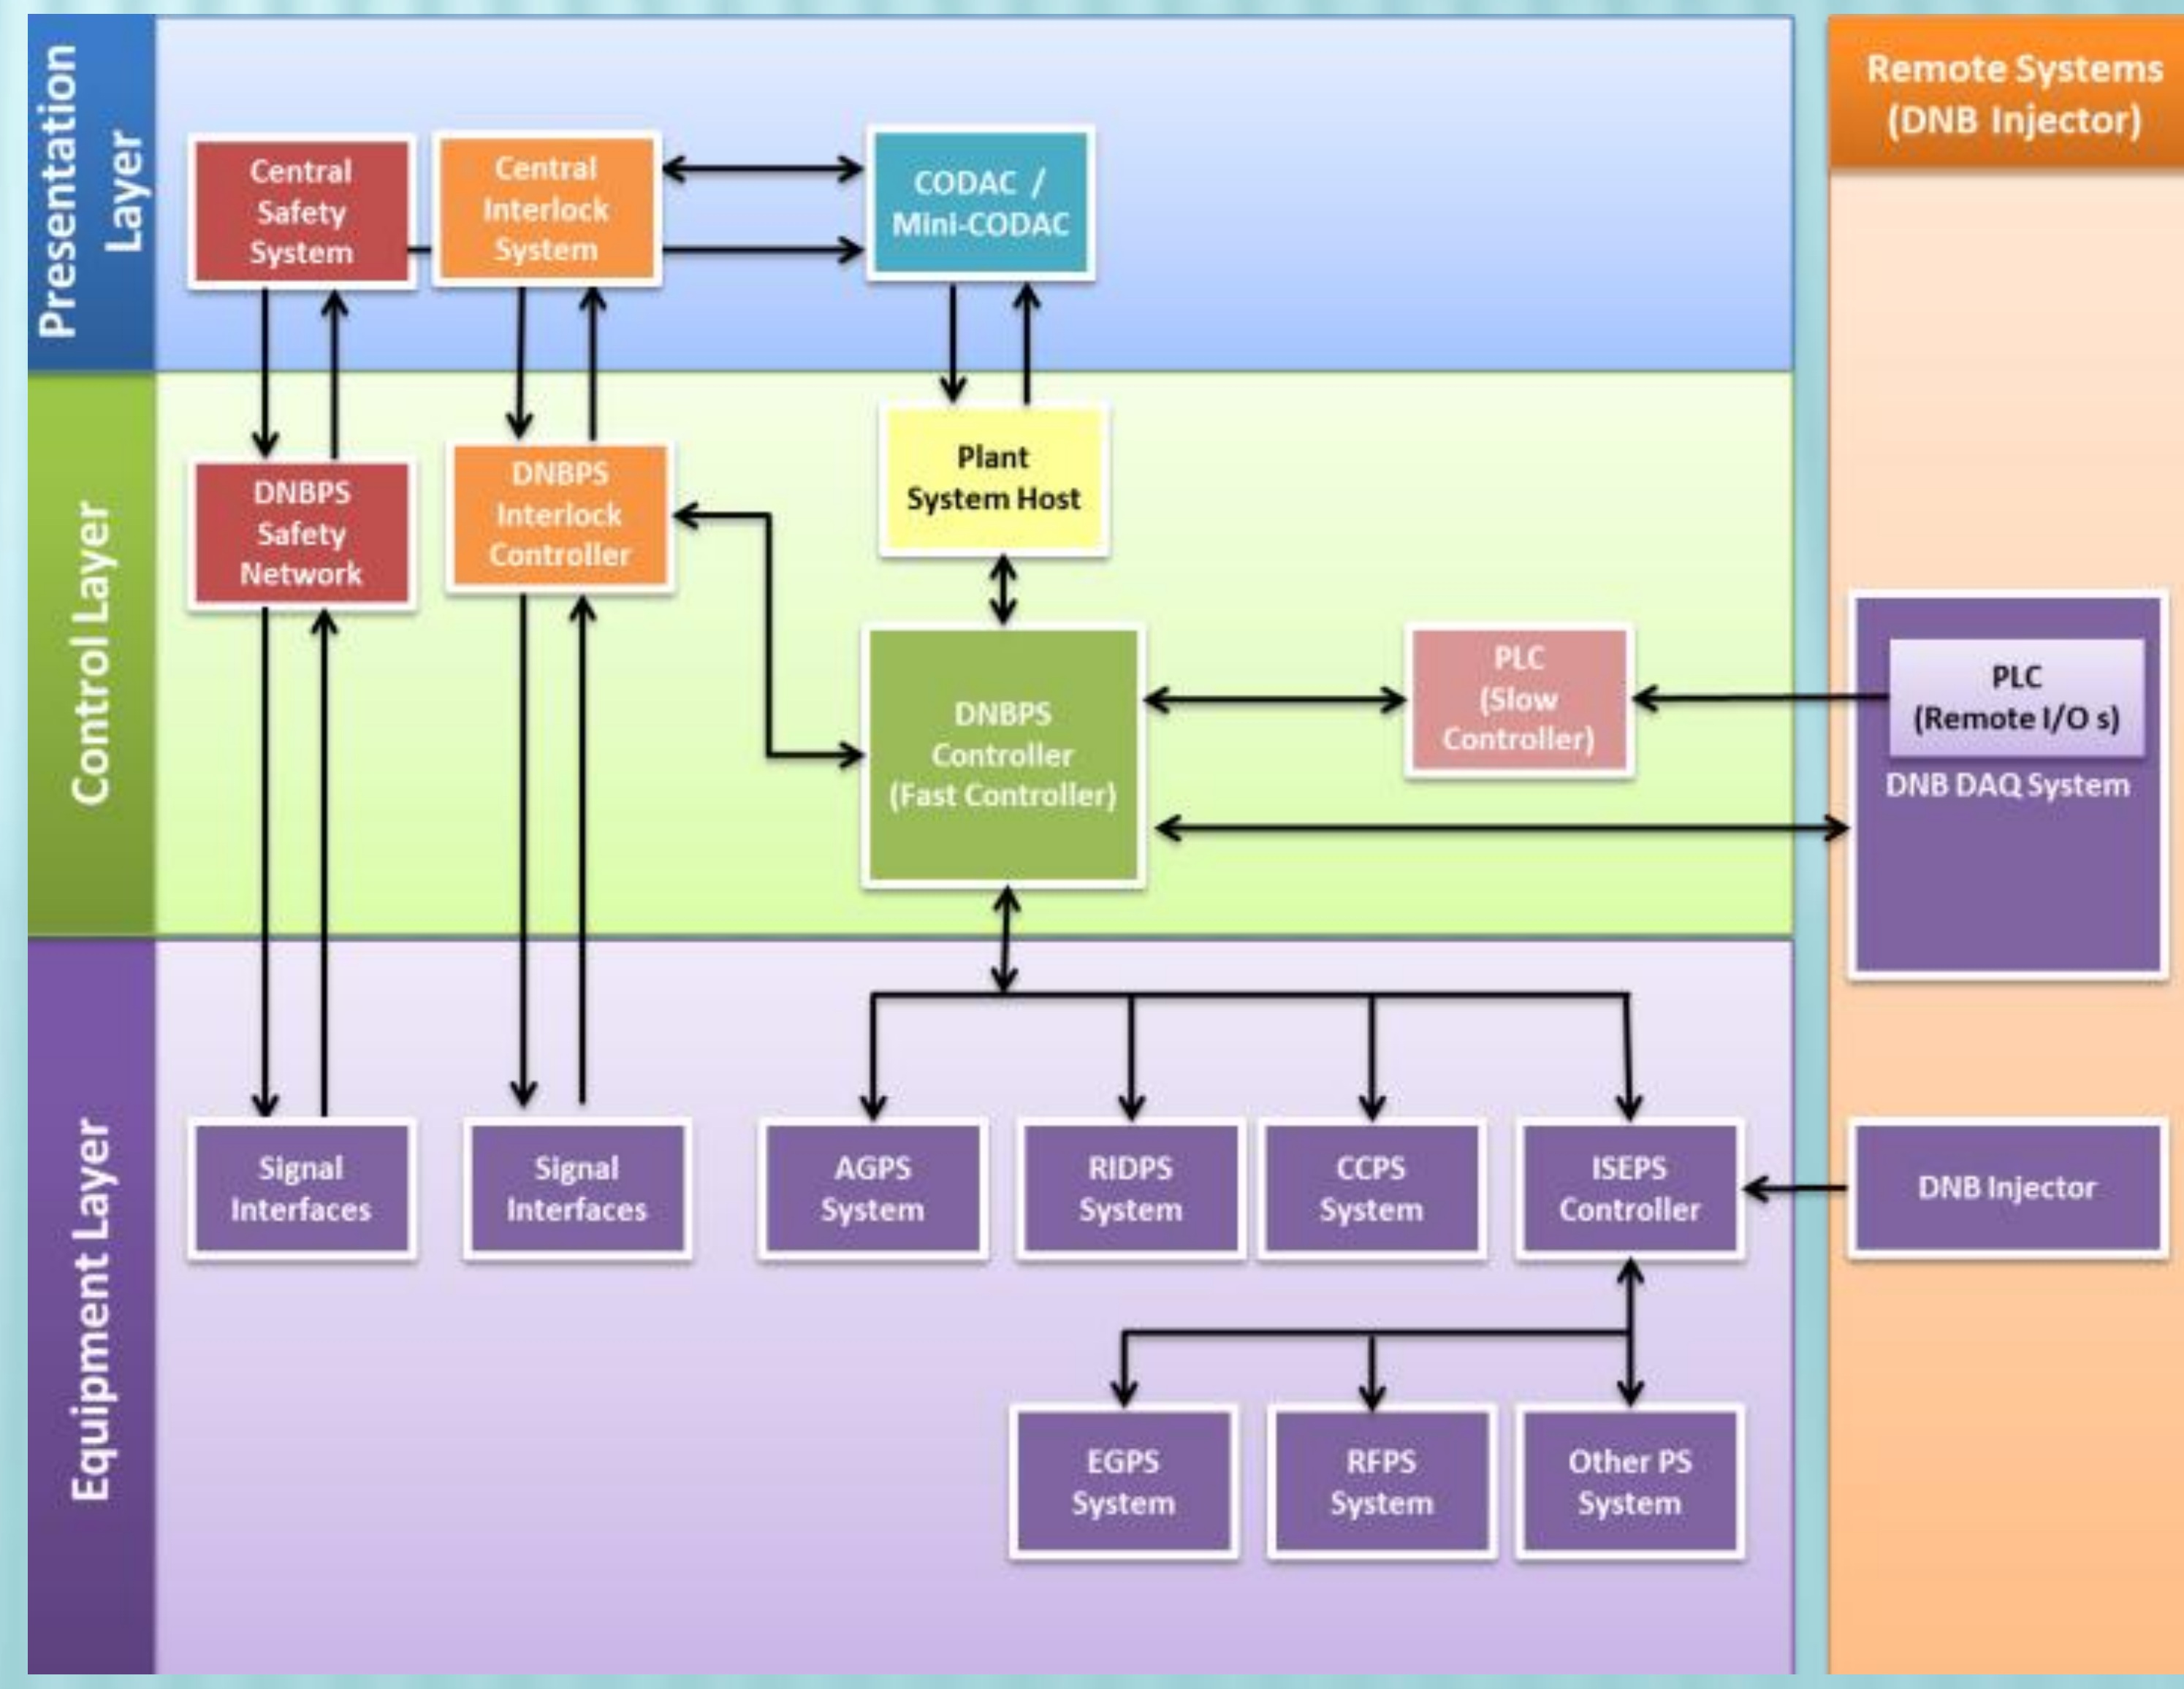 Presentation
Layer
Remote Systems
(DNB Injector)
Central
Safety
System
Central
Interlock
System
CODAC /
Mini-CODAC
Control Layer
DNBPS
Safety
Network
DNBPS
Interlock
Controller
Plant
System Host
DNBPS
Controller
(Fast Controller)
PLC
(Slow
Controller)
PLC
(Remote I/O s)
DNB DAQ System
Equipment Layer
Signal
Interfaces
Signal
Interfaces
AGPS
System
RIDPS
System
CCPS
System
ISEPS
Controller
DNB Injector
EGPS
System
RFPS
System
Other PS
System